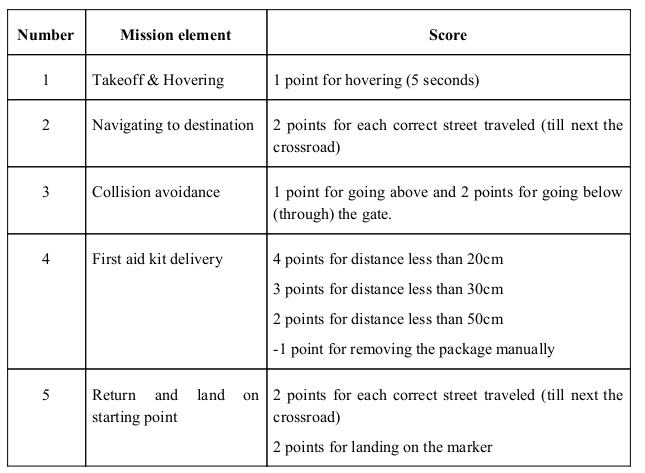 Number Mission element Score
1 Takeoff & Hovering 1 point for hovering (5 seconds)
2 Navigating to destination 2 points for each correct street traveled (till next the
crossroad)
3 Collision avoidance 1 point for going above and 2 points for going below
(through) the gate.
4 First aid kit delivery 4 points for distance less than 20cm
3 points for distance less than 30cm
2 points for distance less than 50cm
-1 point for removing the package manually
5 Return and land on 2 points for each correct street traveled (till next the
starting point crossroad)
2 points for landing on the marker